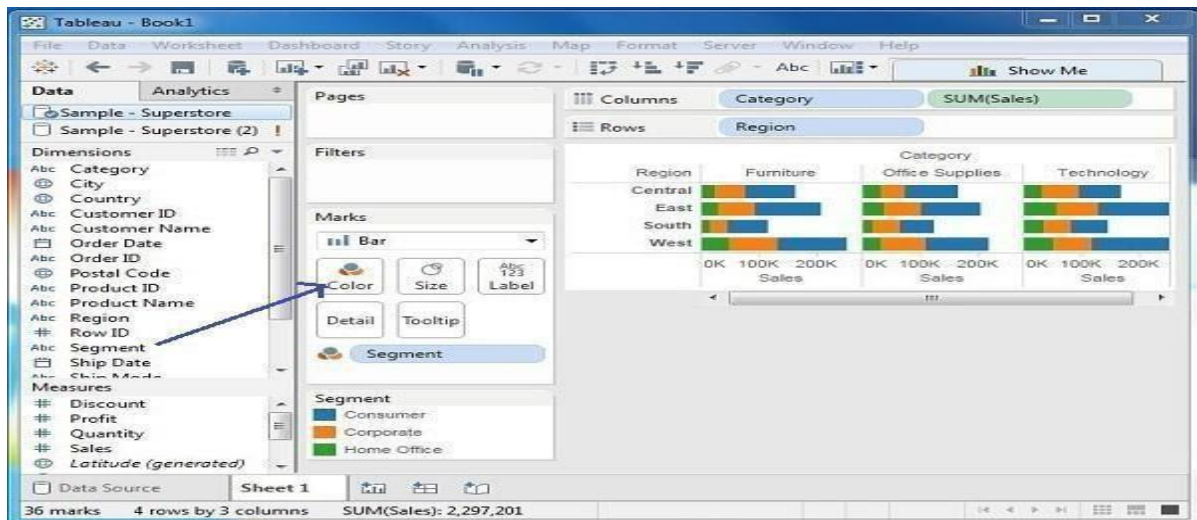 Tableau - Book1
File Data Worksheet Dashboard Story Analysis Map Format Server Window Help
Abc Show Me
Data Analytics
Sample - Superstore
Sample - Superstore (2) !
Dimensions
Abc Category
City
Country
Abc Customer ID
Abc Customer Name
Order Date
Abc Order ID
Postal Code
Abc Product ID
Abc Product Name
Abc Region
# Row ID
Abc Segment
Ship Date
Abc Ship Mode
Measures
# Discount
# Profit
# Quantity
# Sales
Latitude (generated)
Pages
Filters
Marks
Bar
Color Size Abc 123 Label
Detail Tooltip
Segment
Segment
Consumer
Corporate
Home Office
Columns Category SUM(Sales)
Rows Region
Category
Region Furniture Office Supplies Technology
Central
East
South
West
0K 100K 200K 0K 100K 200K 0K 100K 200K
Sales Sales Sales
Data Source Sheet 1
36 marks 4 rows by 3 columns SUM(Sales): 2,297,201